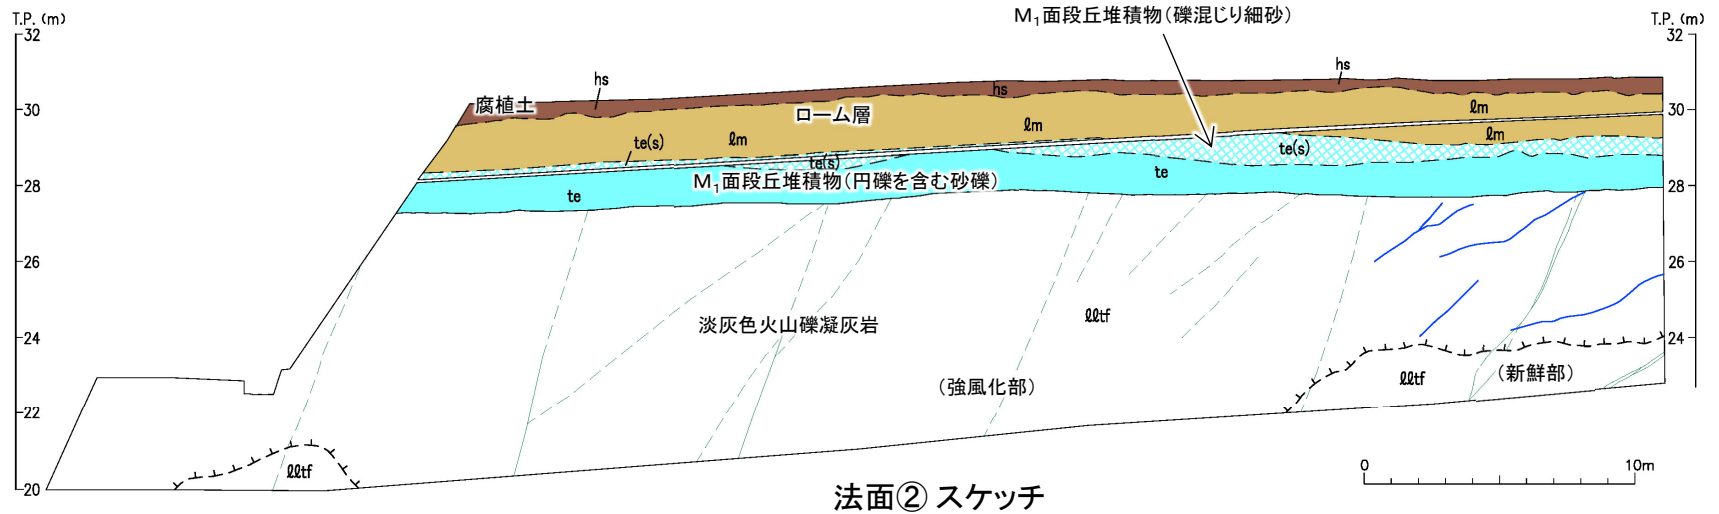 T.P. (m)
M₁面段丘堆積物(礫混じり細砂)
T.P. (m)
32
32
hs
hs
hs
腐植土
30
30
ローム層
ℓm
ℓm
ℓm
ℓm
te(s)
te(s)
te(s)
28
28
M₁面段丘堆積物(円礫を含む砂礫)
te
te
26
26
淡灰色火山礫凝灰岩
ℓℓtf
24
24
(強風化部)
ℓℓtf
(新鮮部)
22
ℓℓtf
20
0
10m
法面② スケッチ